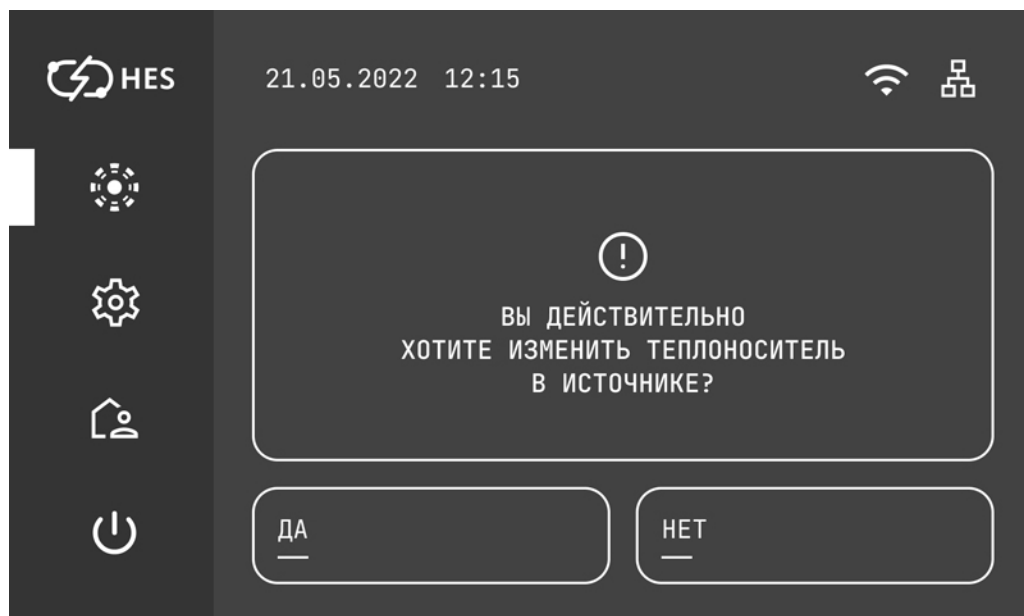 HES
21.05.2022 12:15
ВЫ ДЕЙСТВИТЕЛЬНО
ХОТИТЕ ИЗМЕНИТЬ ТЕПЛОНОСИТЕЛЬ
В ИСТОЧНИКЕ?
ДА
НЕТ